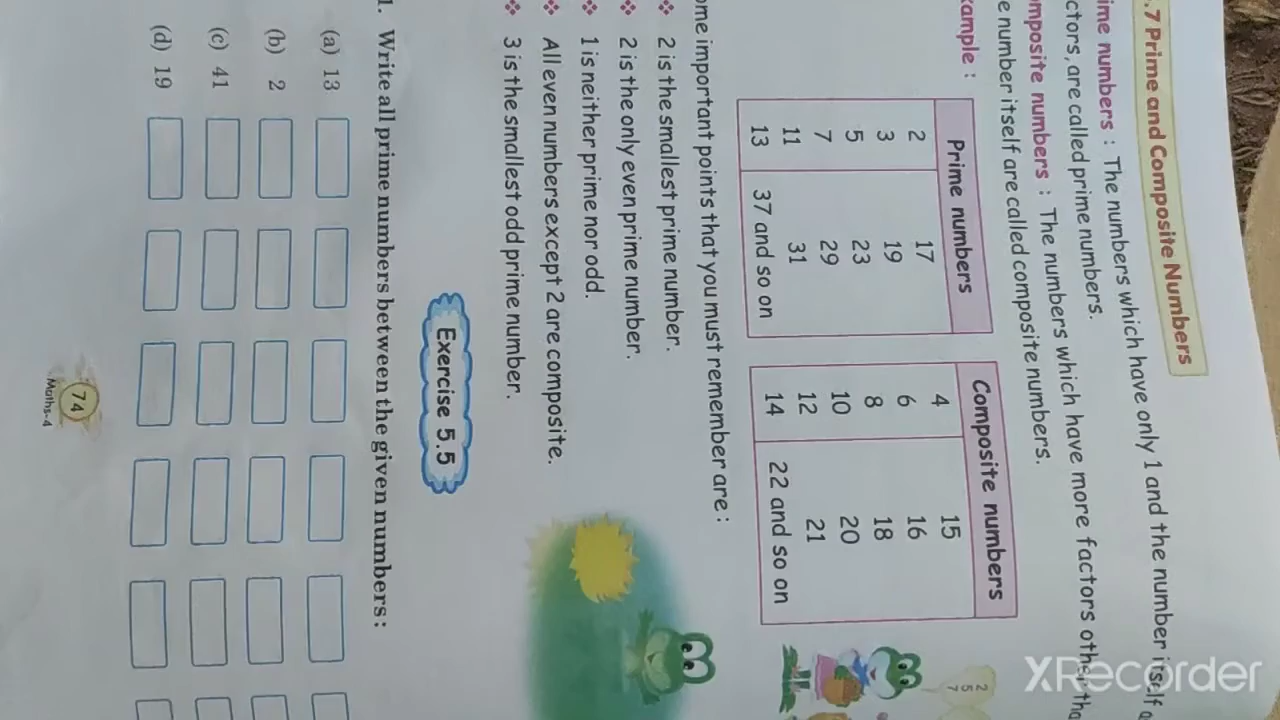 .7 Prime and Composite Numbers
ime numbers : The numbers which have only 1 and the number itself a
ctors, are called prime numbers.
omposite numbers : The numbers which have more factors other tha
e number itself are called composite numbers.
xample :
Prime numbers
2 17
3 19
5 23
7 29
11 31
13 37 and so on
Composite numbers
4 15
6 16
8 18
10 20
12 21
14 22 and so on
2
5
7
ome important points that you must remember are :
❖ 2 is the smallest prime number.
❖ 2 is the only even prime number.
❖ 1 is neither prime nor odd.
❖ All even numbers except 2 are composite.
❖ 3 is the smallest odd prime number.
Exercise 5.5
1. Write all prime numbers between the given numbers:
(a) 13
(b) 2
(c) 41
(d) 19
74
Maths-4
XRecorder